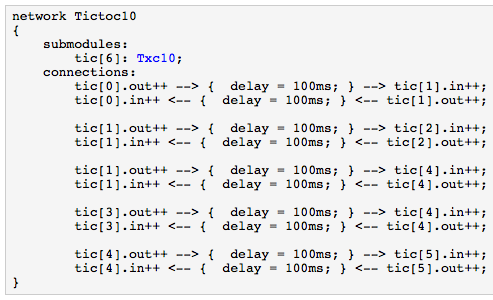 network Tictoc10
{
    submodules:
        tic[6]: Txc10;
    connections:
        tic[0].out++ --> {  delay = 100ms; } --> tic[1].in++;
        tic[0].in++ <-- {  delay = 100ms; } <-- tic[1].out++;

        tic[1].out++ --> {  delay = 100ms; } --> tic[2].in++;
        tic[1].in++ <-- {  delay = 100ms; } <-- tic[2].out++;

        tic[1].out++ --> {  delay = 100ms; } --> tic[4].in++;
        tic[1].in++ <-- {  delay = 100ms; } <-- tic[4].out++;

        tic[3].out++ --> {  delay = 100ms; } --> tic[4].in++;
        tic[3].in++ <-- {  delay = 100ms; } <-- tic[4].out++;

        tic[4].out++ --> {  delay = 100ms; } --> tic[5].in++;
        tic[4].in++ <-- {  delay = 100ms; } <-- tic[5].out++;
}